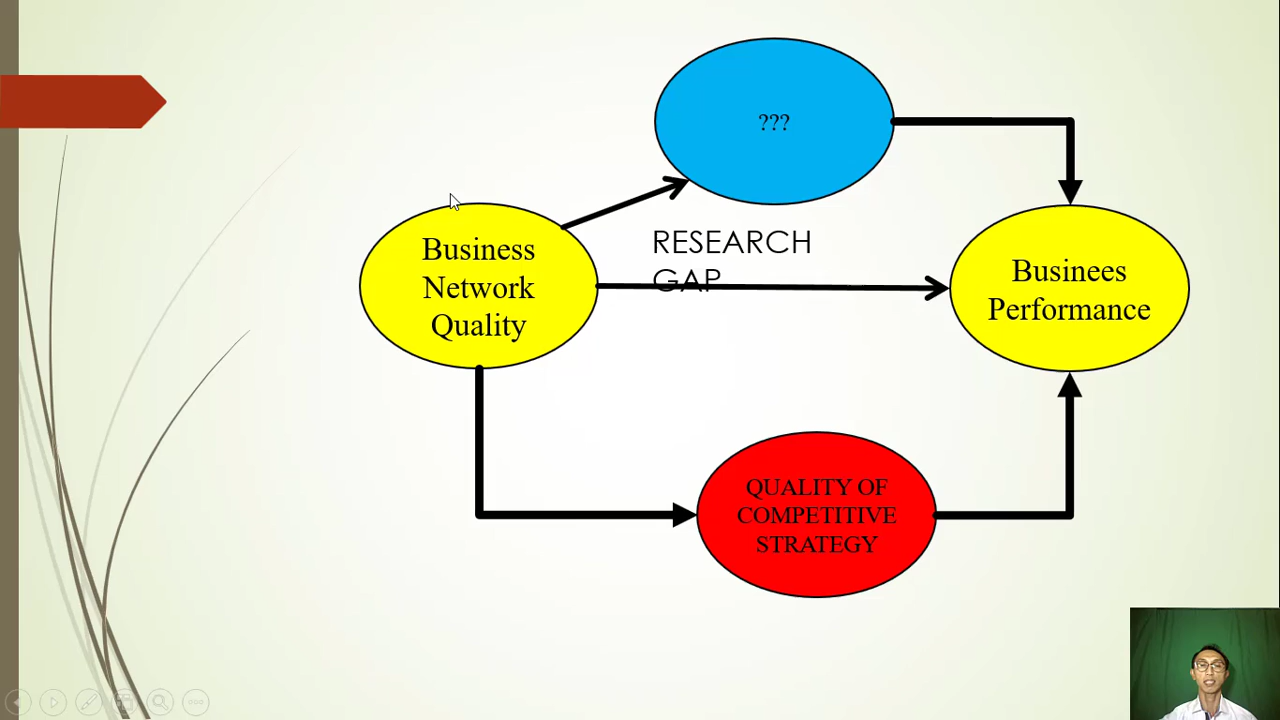 ???
RESEARCH
GAP
Business
Network
Quality
Businees
Performance
QUALITY OF
COMPETITIVE
STRATEGY